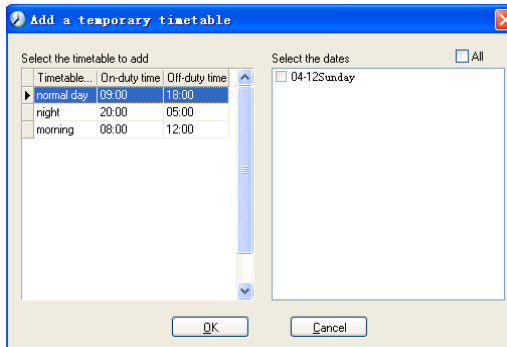 Add a temporary timetable
Select the timetable to add
Timetable... On-duty time Off-duty time
normal day 09:00 18:00
night 20:00 05:00
morning 08:00 12:00
Select the dates All
04-12Sunday
OK Cancel